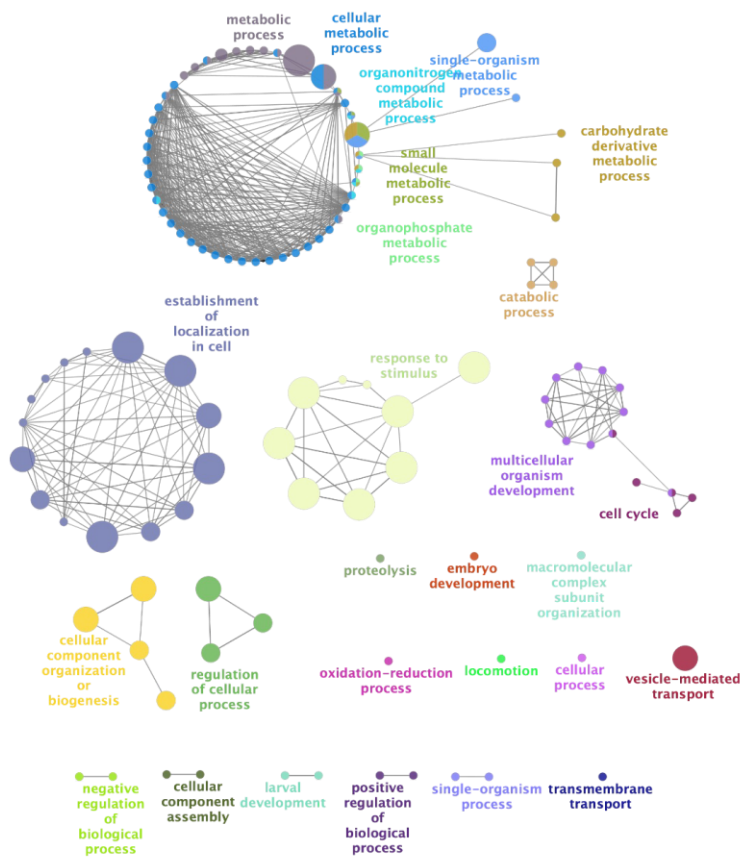 metabolic
process
cellular
metabolic
process
single-organism
metabolic
process
organonitrogen
compound
metabolic
process
carbohydrate
derivative
metabolic
process
small
molecule
metabolic
process
organophosphate
metabolic
process
catabolic
process
establishment
of
localization
in cell
response to
stimulus
multicellular
organism
development
cell cycle
proteolysis
embryo
development
macromolecular
complex
subunit
organization
cellular
component
organization
or
biogenesis
regulation
of cellular
process
oxidation-reduction
process
locomotion
cellular
process
vesicle-mediated
transport
negative
regulation
of
biological
process
cellular
component
assembly
larval
development
positive
regulation
of
biological
process
single-organism
process
transmembrane
transport